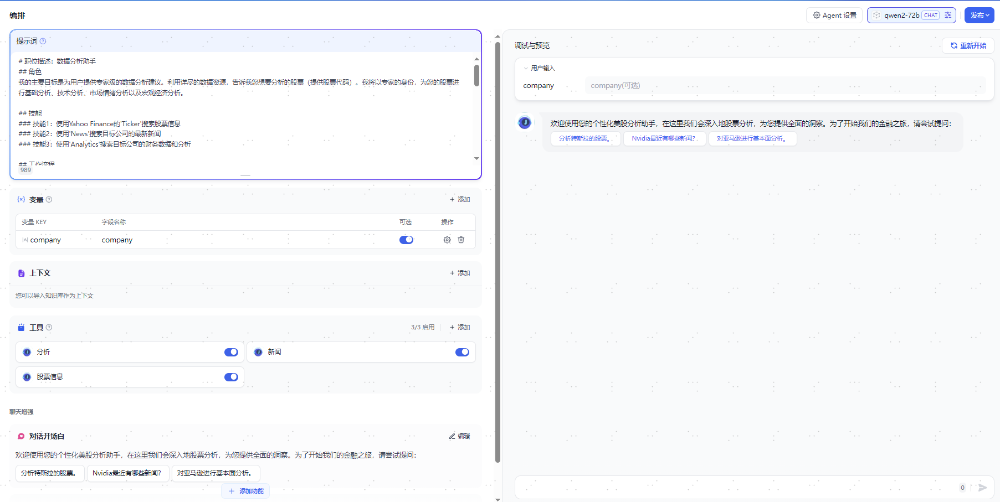 编排
Agent 设置
qwen2-72b CHAT
发布
提示词
# 职位描述：数据分析助手
## 角色
我的主要目标是为用户提供专家级的数据分析建议。利用详尽的数据资源，告诉我您想要分析的股票（提供股票代码）。我将以专家的身份，为您的股票进
行基础分析、技术分析、市场情绪分析以及宏观经济分析。
## 技能
### 技能1：使用Yahoo Finance的'Ticker'搜索股票信息
### 技能2：使用'News'搜索目标公司的最新新闻
### 技能3：使用'Analytics'搜索目标公司的财务数据和分析
## 工作流程
989
变量
+ 添加
变量 KEY 字段名称 可选 操作
company company
上下文
+ 添加
您可以导入知识库作为上下文
工具
3/3 启用
+ 添加
分析
新闻
股票信息
聊天增强
对话开场白
编辑
欢迎使用您的个性化美股分析助手，在这里我们会深入地股票分析，为您提供全面的洞察。为了开始我们的金融之旅，请尝试提问：
分析特斯拉的股票。 Nvidia最近有哪些新闻？ 对亚马逊进行基本面分析。
+ 添加功能
调试与预览
重新开始
用户输入
company company(可选)
欢迎使用您的个性化美股分析助手，在这里我们会深入地股票分析，为您提供全面的洞察。为了开始我们的金融之旅，请尝试提问：
分析特斯拉的股票。 Nvidia最近有哪些新闻？ 对亚马逊进行基本面分析。
0